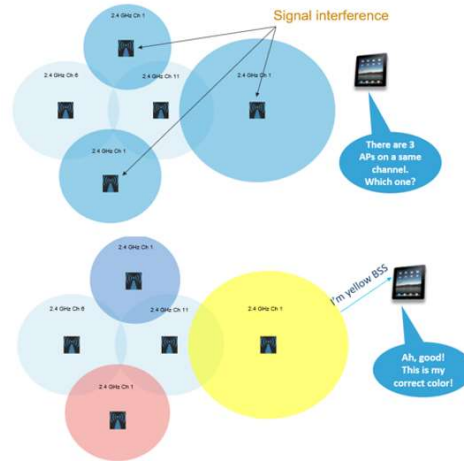 Signal interference
2.4 GHz Ch 1
2.4 GHz Ch 6
2.4 GHz Ch 11
2.4 GHz Ch 1
2.4 GHz Ch 1
There are 3
APs on a same
channel.
Which one?
2.4 GHz Ch 1
I'm yellow BSS
2.4 GHz Ch 6
2.4 GHz Ch 11
2.4 GHz Ch 1
Ah, good!
This is my
correct color!
2.4 GHz Ch 1